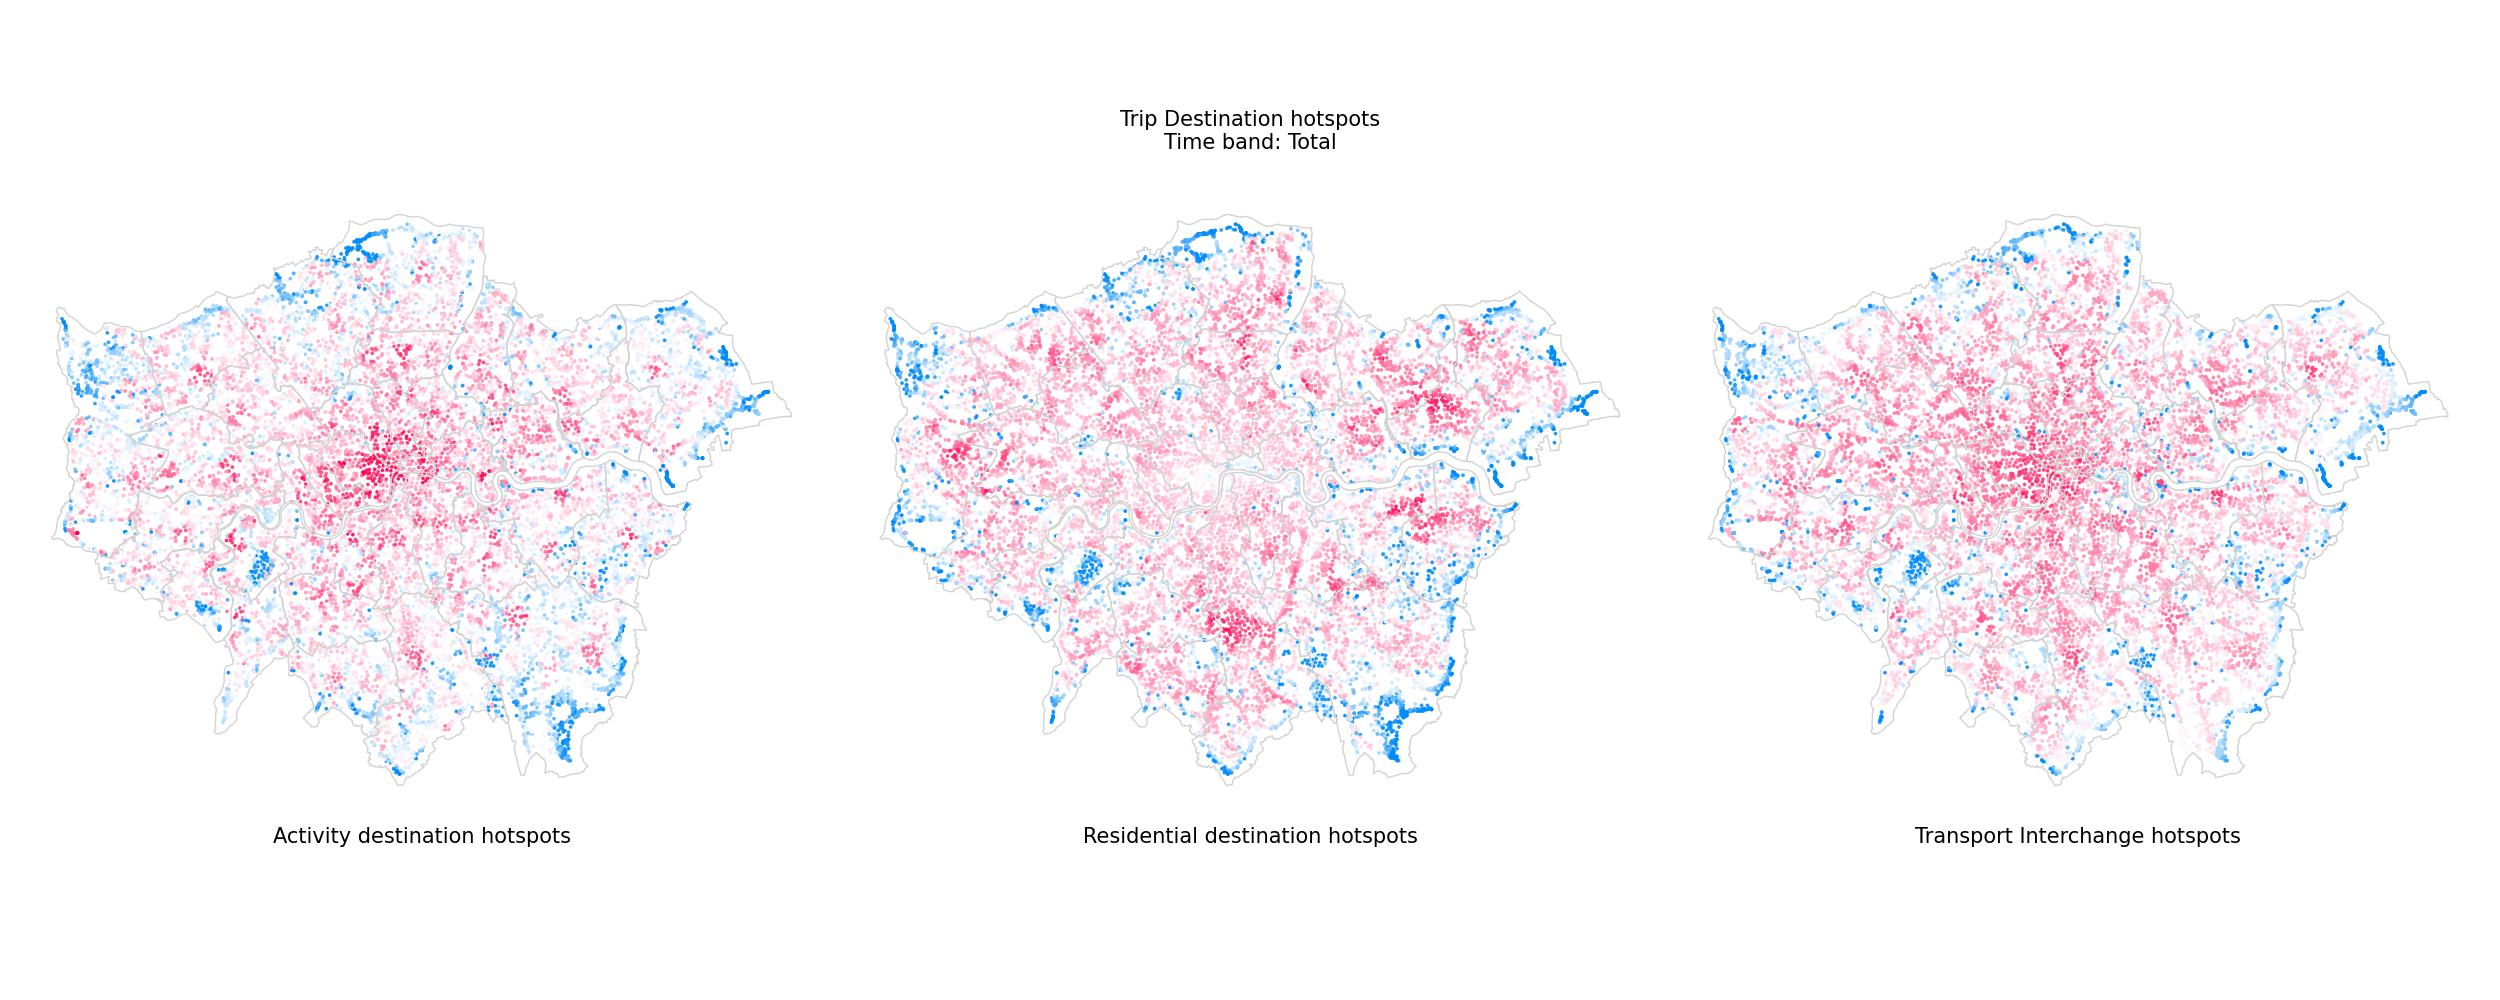 Trip Destination hotspots
Time band: Total
Activity destination hotspots
Residential destination hotspots
Transport Interchange hotspots